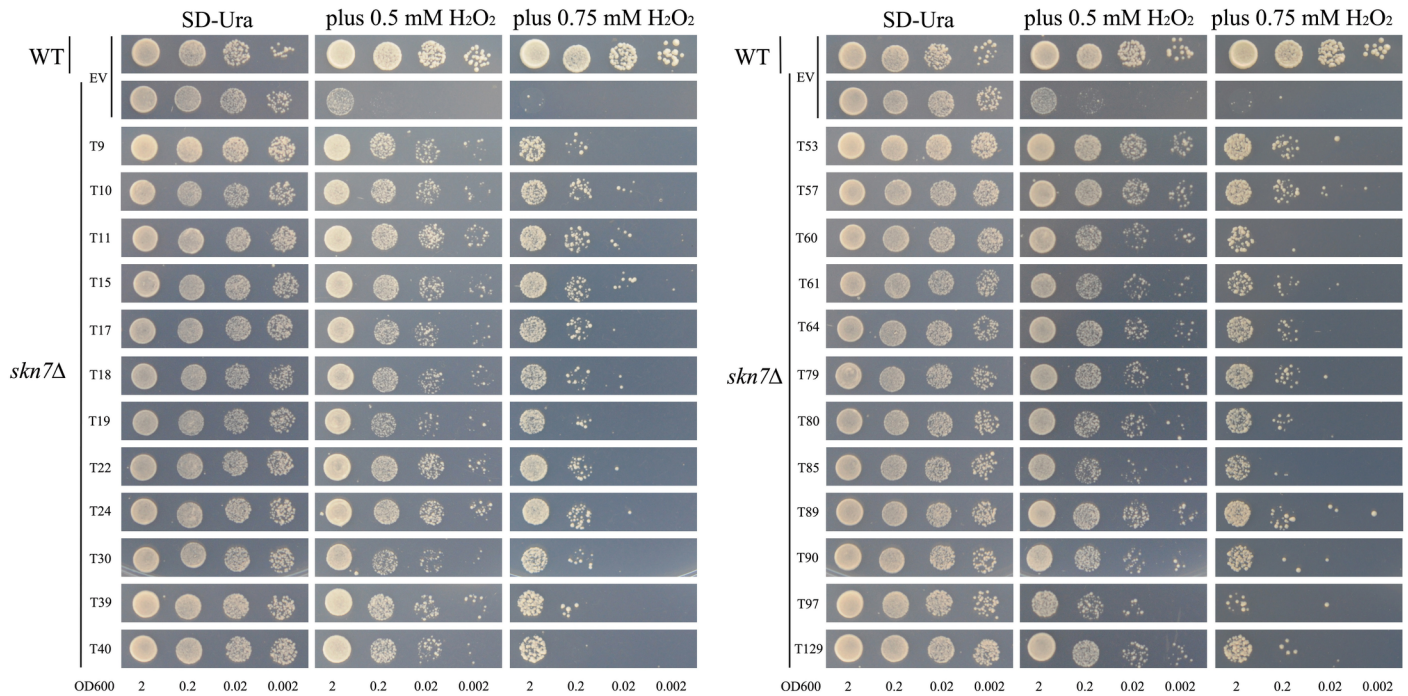 SD-Ura plus 0.5 mM H₂O₂ plus 0.75 mM H₂O₂
WT
EV
T9
T10
T11
T15
T17
skn7Δ
T18
T19
T22
T24
T30
T39
T40
OD600 2 0.2 0.02 0.002 2 0.2 0.02 0.002 2 0.2 0.02 0.002
SD-Ura plus 0.5 mM H₂O₂ plus 0.75 mM H₂O₂
WT
EV
T53
T57
T60
T61
T64
skn7Δ
T79
T80
T85
T89
T90
T97
T129
OD600 2 0.2 0.02 0.002 2 0.2 0.02 0.002 2 0.2 0.02 0.002